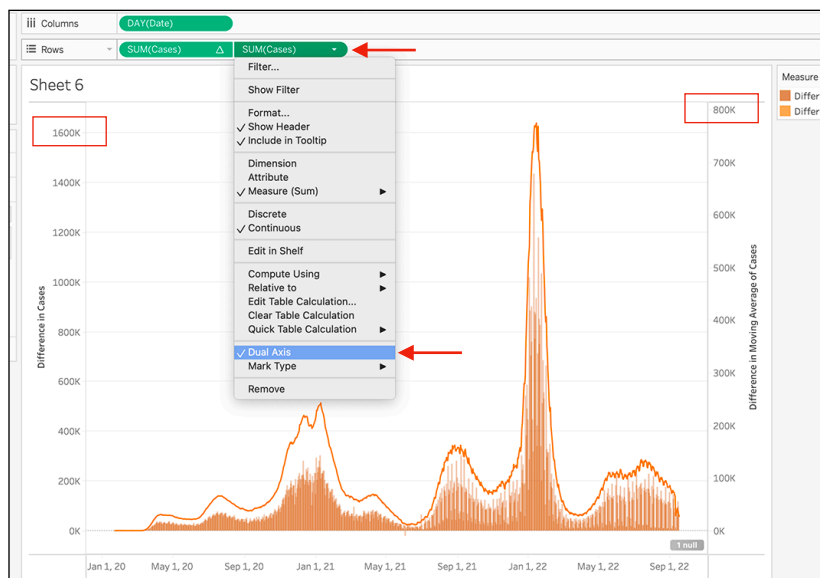 Columns
DAY(Date)
Rows
SUM(Cases)
SUM(Cases)
Sheet 6
Filter...
Show Filter
Format...
Show Header
Include in Tooltip
Dimension
Attribute
Measure (Sum)
Discrete
Continuous
Edit in Shelf
Compute Using
Relative to
Edit Table Calculation...
Clear Table Calculation
Quick Table Calculation
Dual Axis
Mark Type
Remove
Difference in Cases
1600K
1400K
1200K
1000K
800K
600K
400K
200K
0K
800K
700K
600K
500K
400K
300K
200K
100K
0K
Difference in Moving Average of Cases
Measure
Differ
Differ
1 null
Jan 1, 20 May 1, 20 Sep 1, 20 Jan 1, 21 May 1, 21 Sep 1, 21 Jan 1, 22 May 1, 22 Sep 1, 22